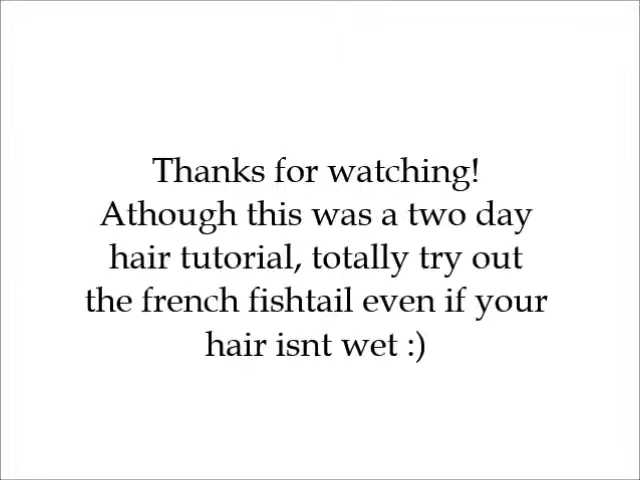 Thanks for watching!
Athough this was a two day
hair tutorial, totally try out
the french fishtail even if your
hair isnt wet :)